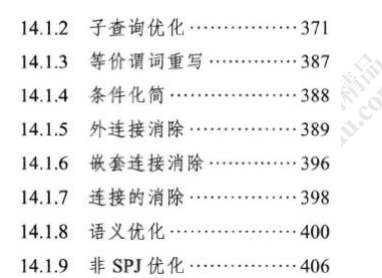 14.1.2 子查询优化 ················ 371
14.1.3 等价谓词重写 ············· 387
14.1.4 条件化简 ··················· 388
14.1.5 外连接消除 ················ 389
14.1.6 嵌套连接消除 ············· 396
14.1.7 连接的消除 ················ 398
14.1.8 语义优化 ··················· 400
14.1.9 非 SPJ 优化 ················ 406